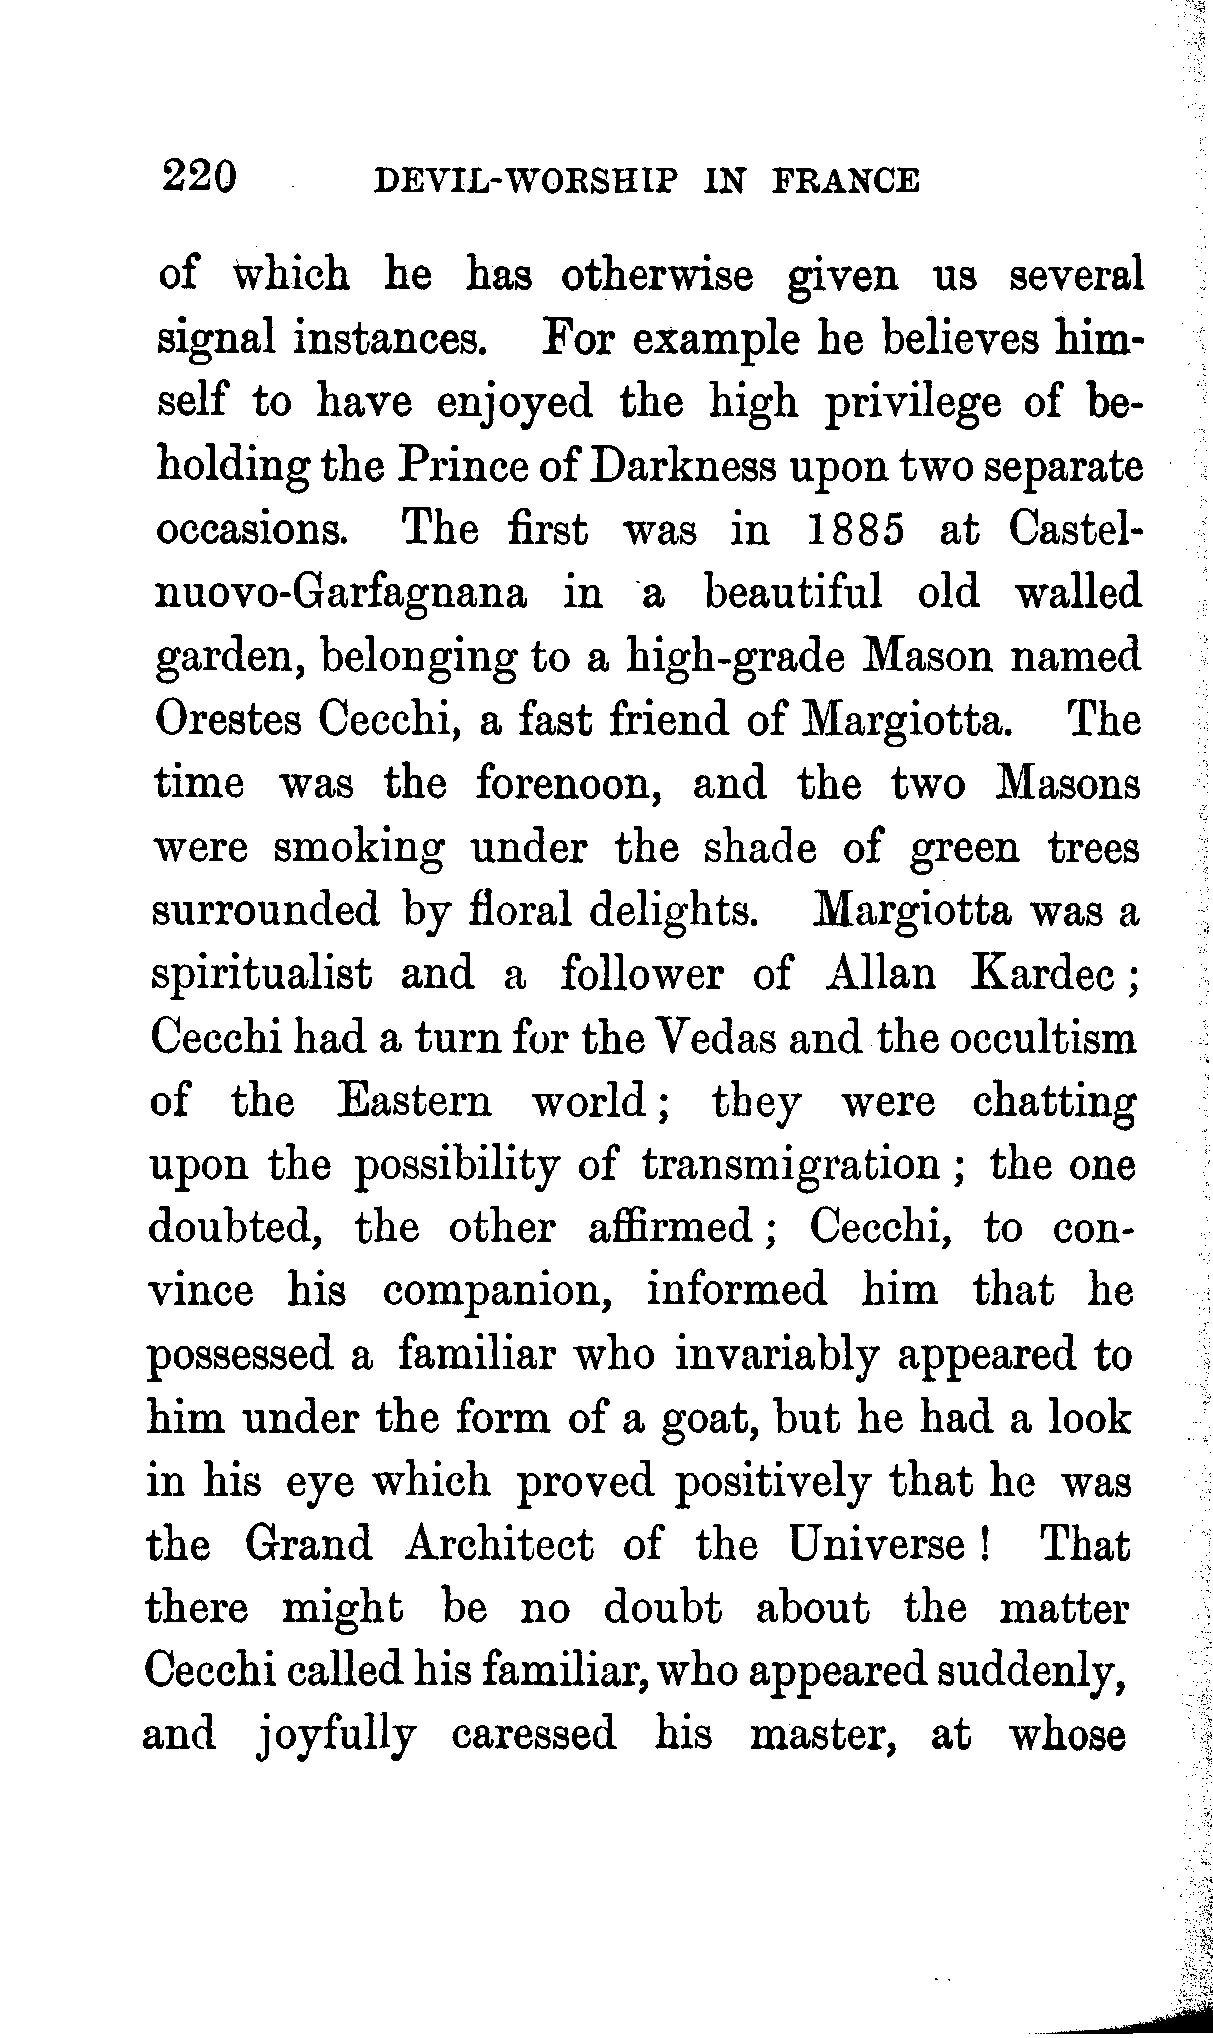 220 DEVIL-WORSHIP IN FRANCE
of which he has otherwise given us several
signal instances. For example he believes him-
self to have enjoyed the high privilege of be-
holding the Prince of Darkness upon two separate
occasions. The first was in 1885 at Castel-
nuovo-Garfagnana in a beautiful old walled
garden, belonging to a high-grade Mason named
Orestes Cecchi, a fast friend of Margiotta. The
time was the forenoon, and the two Masons
were smoking under the shade of green trees
surrounded by floral delights. Margiotta was a
spiritualist and a follower of Allan Kardec ;
Cecchi had a turn for the Vedas and the occultism
of the Eastern world ; they were chatting
upon the possibility of transmigration ; the one
doubted, the other affirmed ; Cecchi, to con-
vince his companion, informed him that he
possessed a familiar who invariably appeared to
him under the form of a goat, but he had a look
in his eye which proved positively that he was
the Grand Architect of the Universe ! That
there might be no doubt about the matter
Cecchi called his familiar, who appeared suddenly,
and joyfully caressed his master, at whose